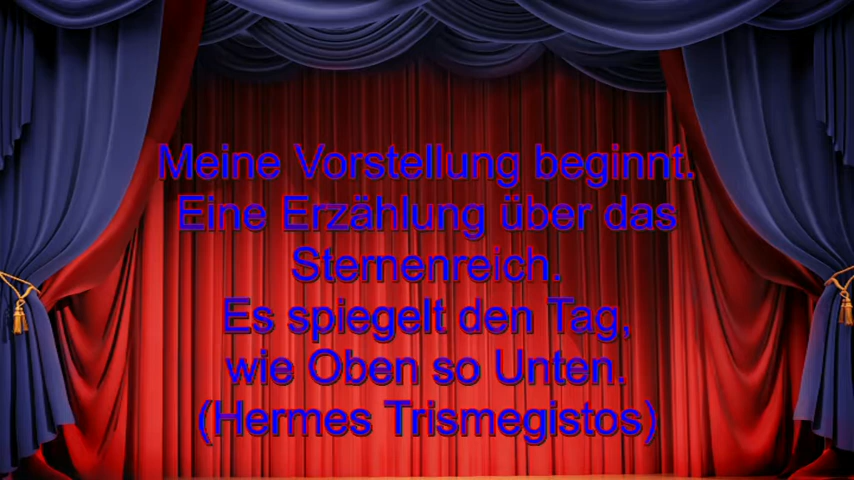 Meine Vorstellung beginnt.
Eine Erzählung über das
Sternenreich.
Es spiegelt den Tag,
wie Oben so Unten.
(Hermes Trismegistos)